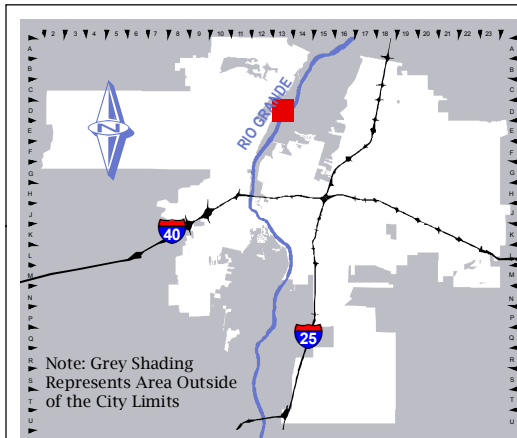 2 3 4 5 6 7 8 9 10 11 12 13 14 15 16 17 18 19 20 21 22 23
A A
B B
C C
D D
E E
F F
G G
H H
J J
K K
L L
M M
N N
P P
Q Q
R R
S S
T T
U U
N
RIO GRANDE
40
25
Note: Grey Shading
Represents Area Outside
of the City Limits